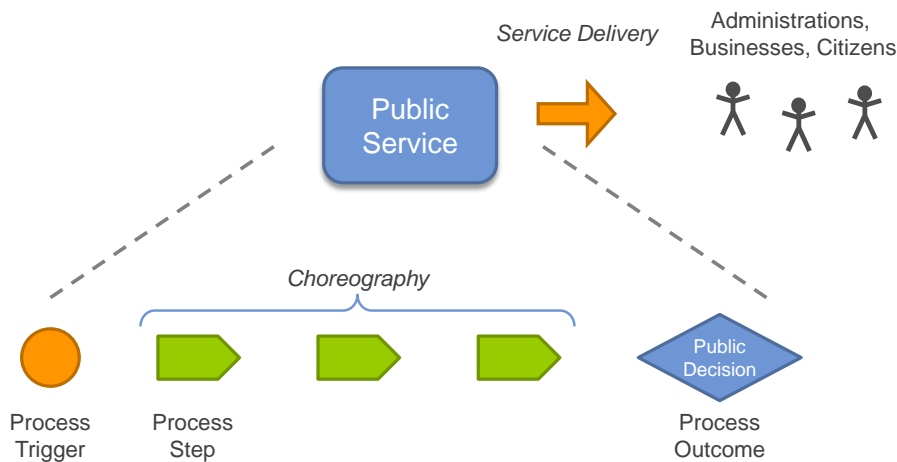 Service Delivery
Administrations,
Businesses, Citizens
Public
Service
Choreography
Public
Decision
Process
Trigger
Process
Step
Process
Outcome